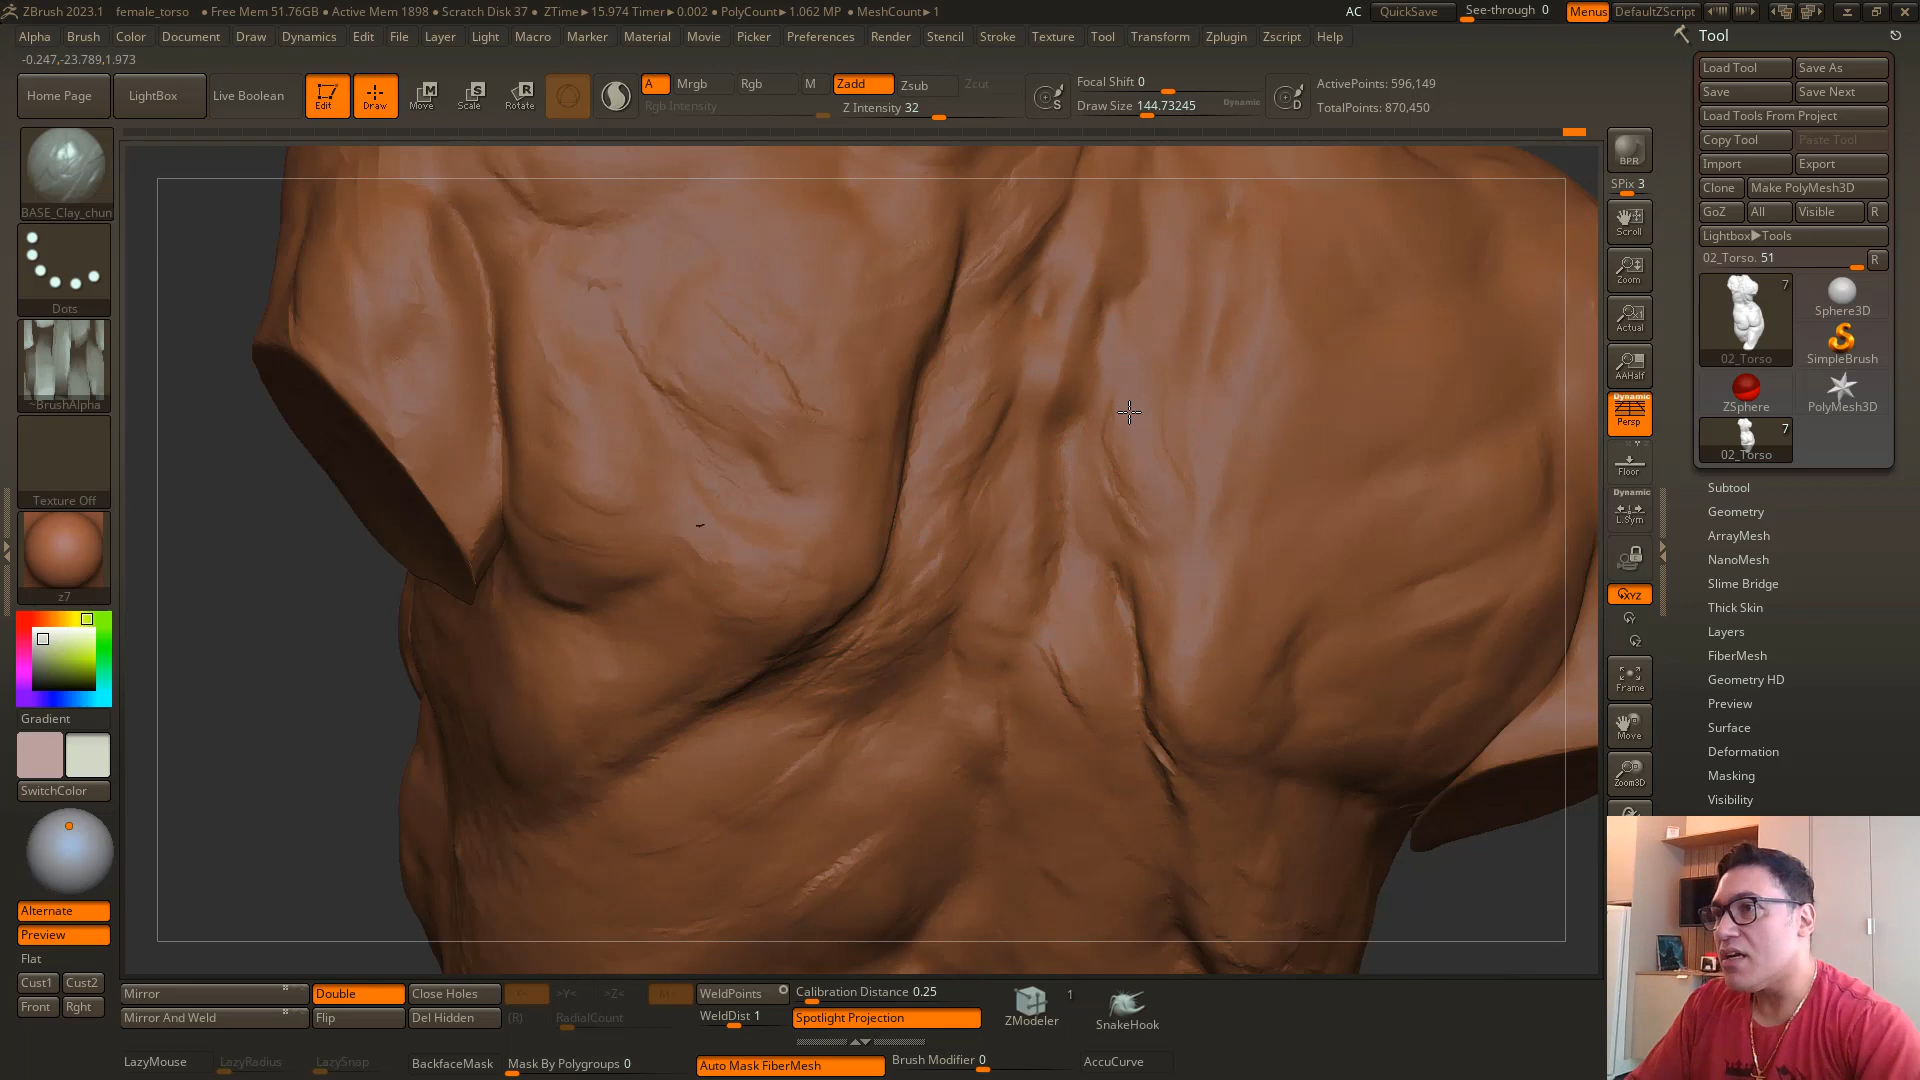 ZBrush 2023.1 female_torso ● Free Mem 51.76GB ● Active Mem 1898 ● Scratch Disk 37 ● ZTime►15.974 Timer►0.002 ● PolyCount►1.062 MP ● MeshCount►1 AC QuickSave See-through 0 Menus DefaultZScript
Alpha Brush Color Document Draw Dynamics Edit File Layer Light Macro Marker Material Movie Picker Preferences Render Stencil Stroke Texture Tool Transform Zplugin Zscript Help
-0.247,-23.789,1.973
Home Page LightBox Live Boolean Edit Draw Move Scale Rotate
A Mrgb Rgb M Zadd Zsub Zcut
Rgb Intensity Z Intensity 32
Focal Shift 0
Draw Size 144.73245 Dynamic
ActivePoints: 596,149
TotalPoints: 870,450
BASE_Clay_chun
Dots
~BrushAlpha
Texture Off
z7
Gradient
SwitchColor
Alternate
Preview
Flat
Cust1 Cust2
Front Rght
BPR
SPix 3
Scroll
Zoom
Actual
AAHalf
Dynamic
Persp
Floor
Dynamic
L.Sym
XYZ
Y
Z
Frame
Move
Zoom3D
Tool
Load Tool Save As
Save Save Next
Load Tools From Project
Copy Tool Paste Tool
Import Export
Clone Make PolyMesh3D
GoZ All Visible R
Lightbox►Tools
02_Torso. 51 R
7
02_Torso
Sphere3D
SimpleBrush
ZSphere
PolyMesh3D
7
02_Torso
Subtool
Geometry
ArrayMesh
NanoMesh
Slime Bridge
Thick Skin
Layers
FiberMesh
Geometry HD
Preview
Surface
Deformation
Masking
Visibility
Mirror Double Close Holes >Y< >Z< WeldPoints Calibration Distance 0.25
Mirror And Weld Flip Del Hidden (R) RadialCount WeldDist 1 Spotlight Projection
ZModeler 1 SnakeHook
LazyMouse LazyRadius LazySnap BackfaceMask Mask By Polygroups 0 Auto Mask FiberMesh Brush Modifier 0 AccuCurve